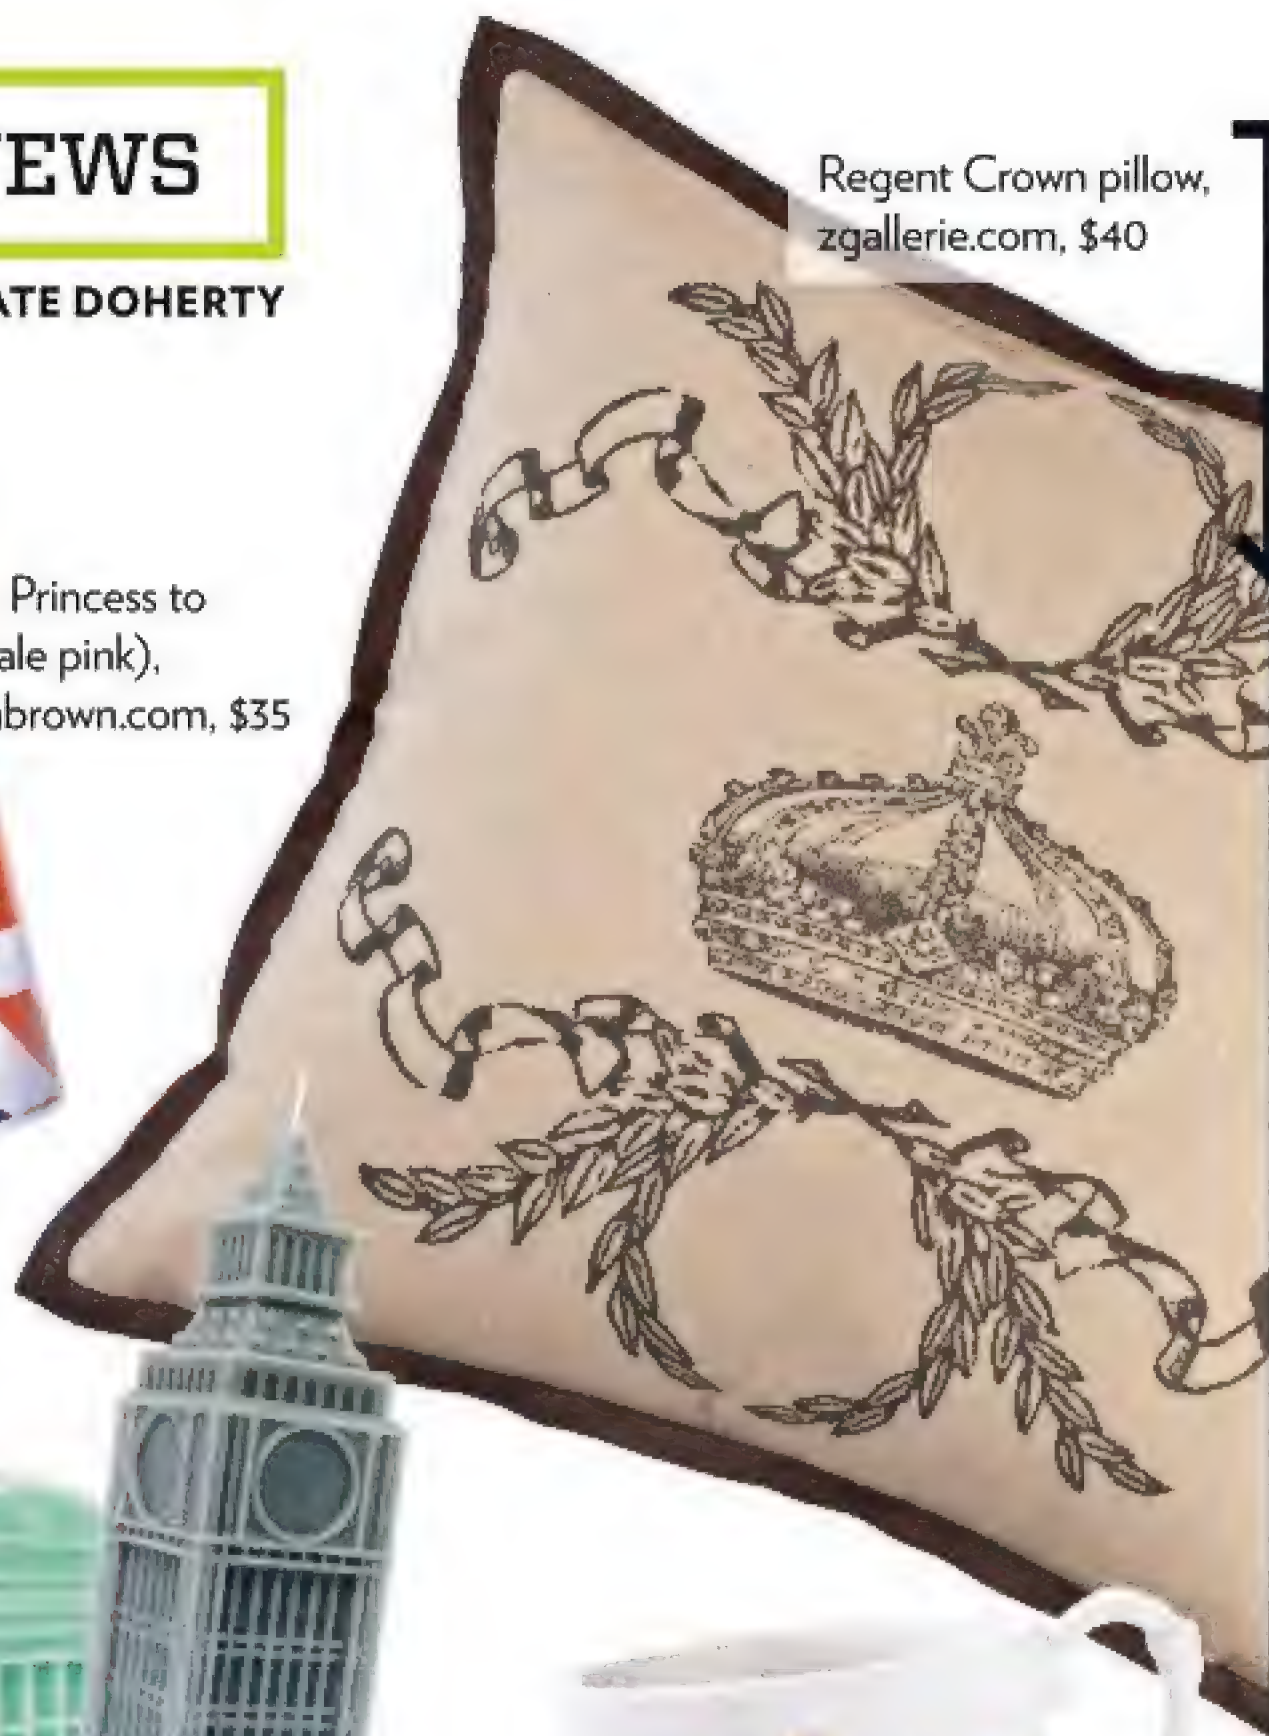 EWS
ATE DOHERTY
Regent Crown pillow,
zgallerie.com, $40
Princess to
ale pink),
brown.com, $35